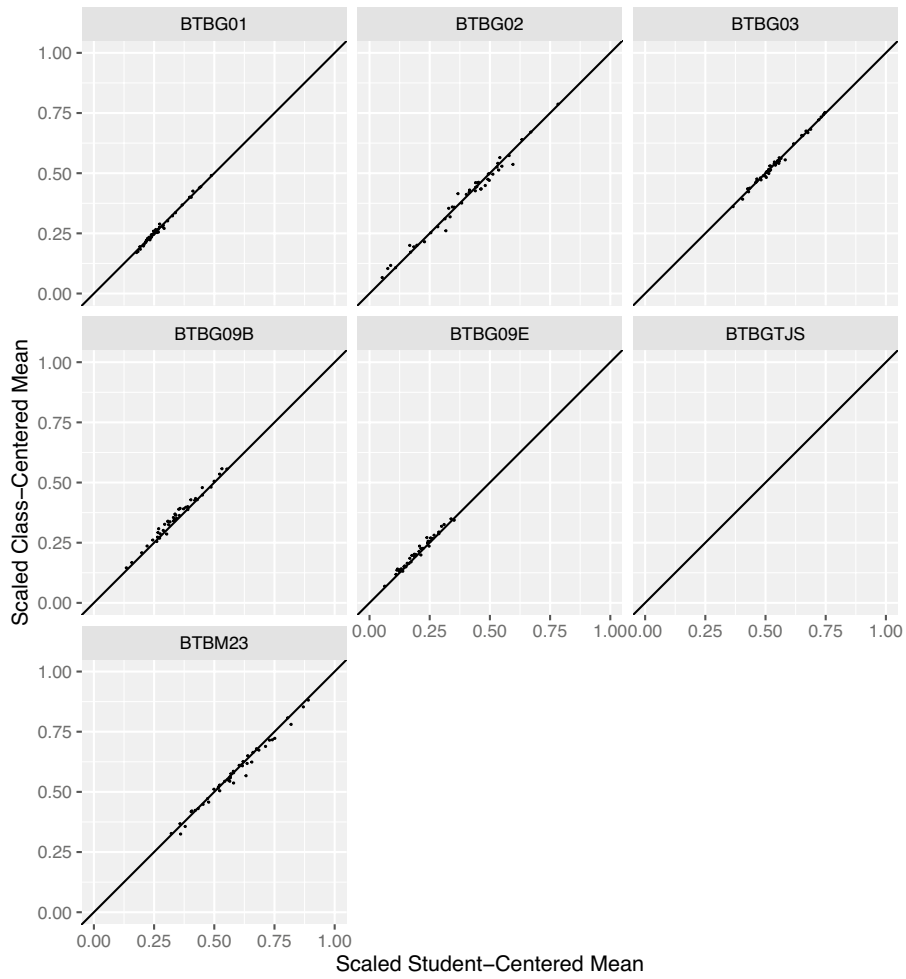 BTBG01 BTBG02 BTBG03
1.00
0.75
0.50
0.25
0.00
BTBG09B BTBG09E BTBGTJS
1.00
0.75
0.50
0.25
0.00
0.00 0.25 0.50 0.75 1.00 0.00 0.25 0.50 0.75 1.00
BTBM23
1.00
0.75
0.50
0.25
0.00
0.00 0.25 0.50 0.75 1.00
Scaled Student−Centered Mean
Scaled Class−Centered Mean